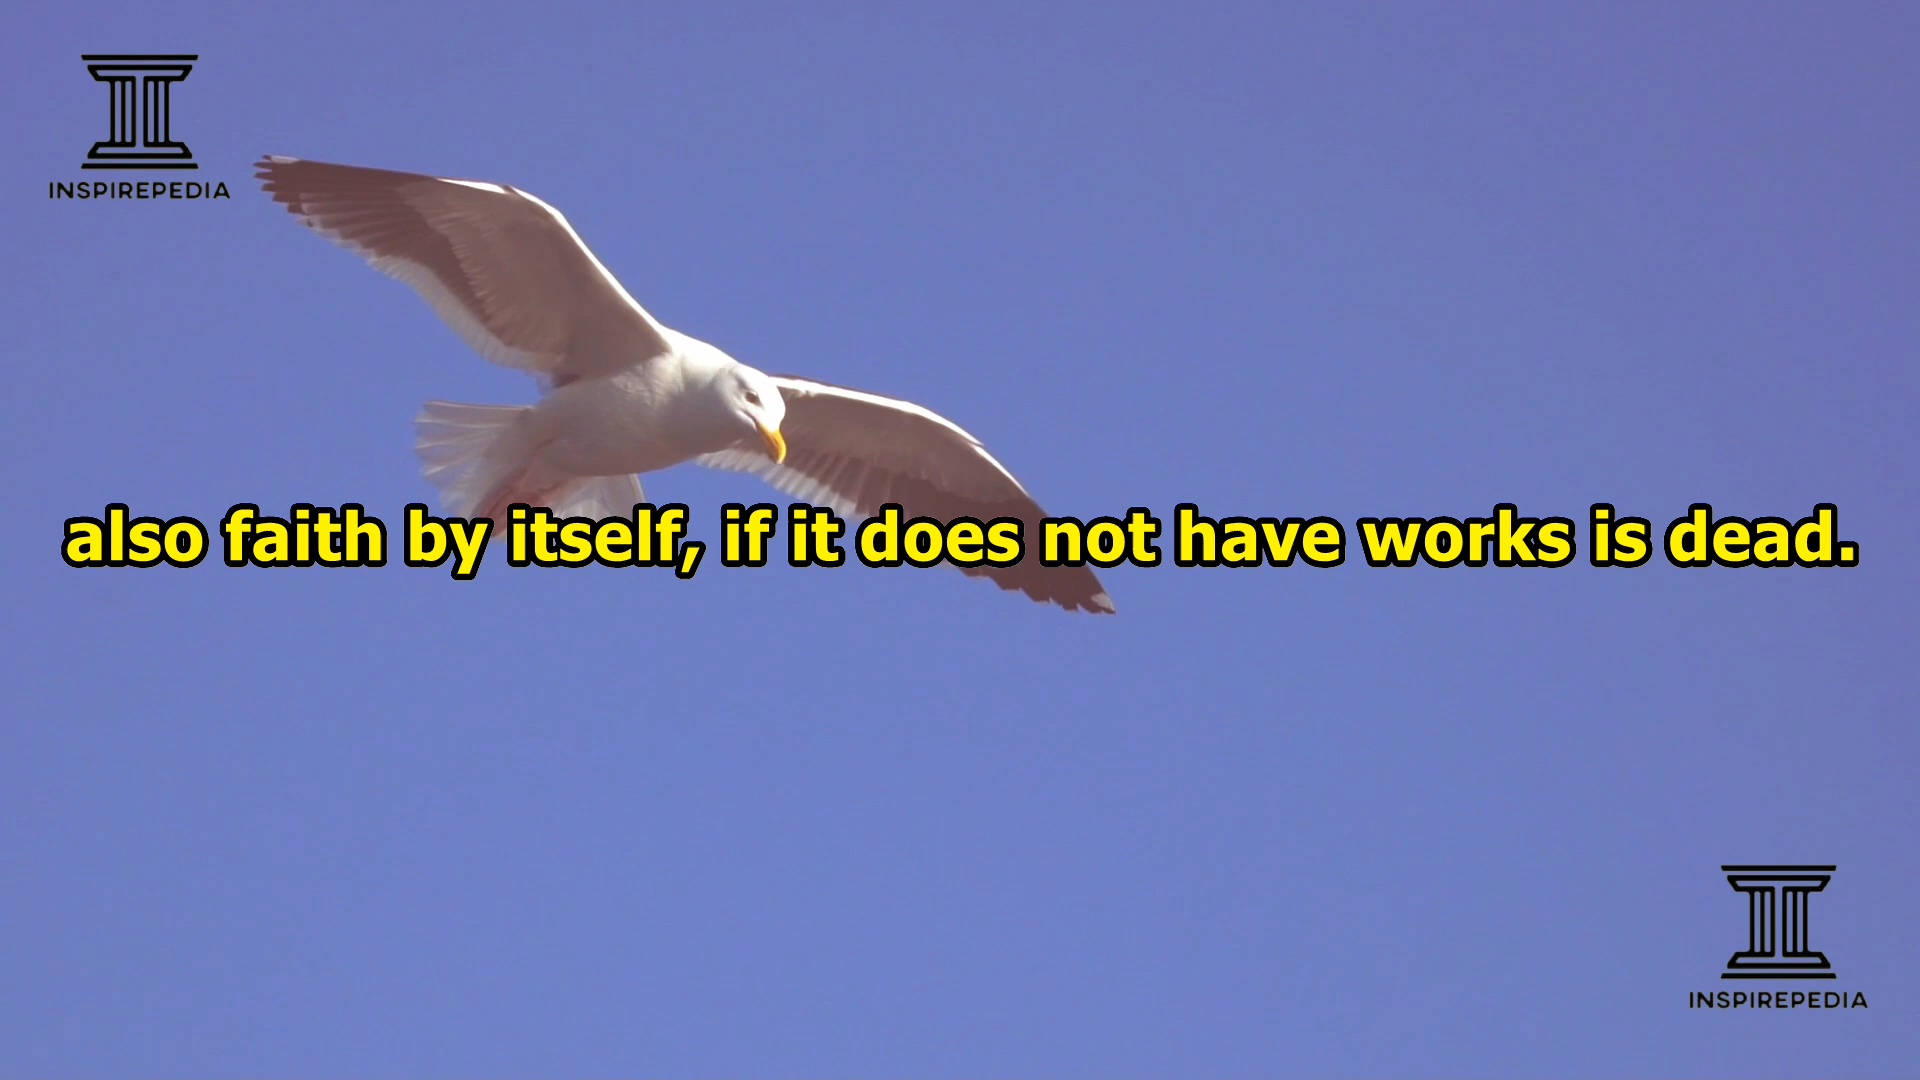 INSPIREPEDIA
also faith by itself, if it does not have works is dead.
INSPIREPEDIA